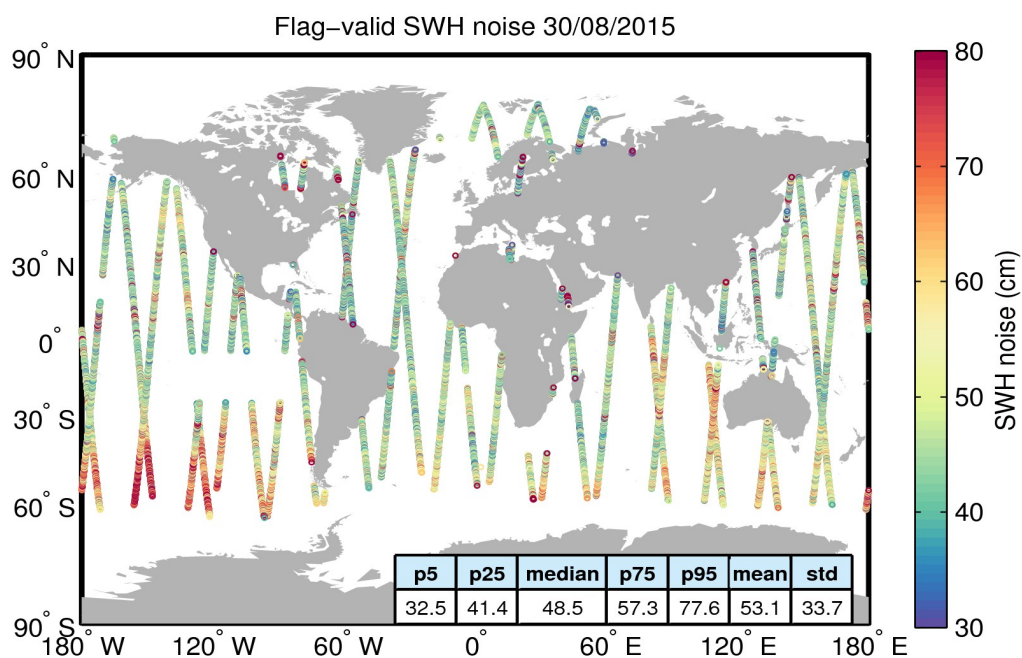 Flag−valid SWH noise 30/08/2015
90° N
60° N
30° N
0°
30° S
60° S
90° S
180° W 120° W 60° W 0° 60° E 120° E 180° E
p5 p25 median p75 p95 mean std
32.5 41.4 48.5 57.3 77.6 53.1 33.7
80
70
60
50
40
30
SWH noise (cm)